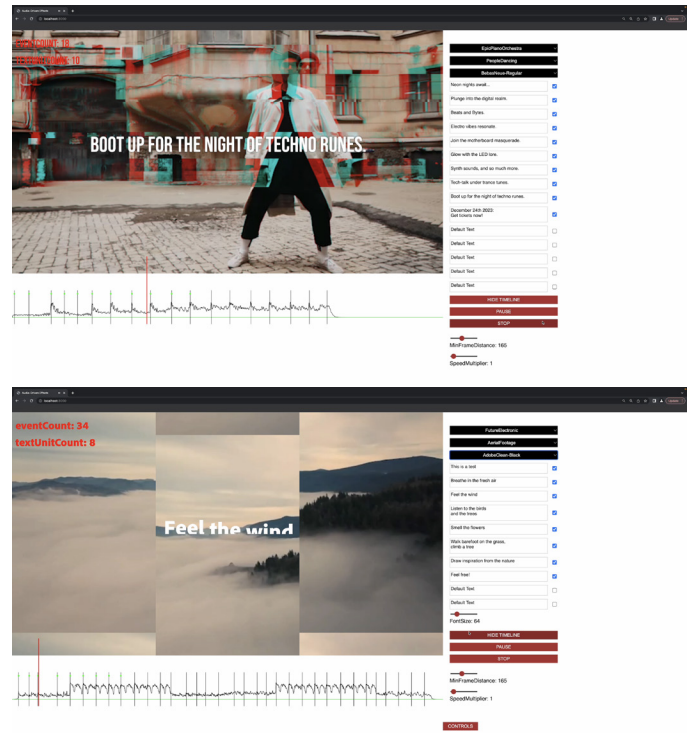 EVENTCOUNT: 18
TEXTUNITCOUNT: 10
BOOT UP FOR THE NIGHT OF TECHNO RUNES.
EpicPianoOrchestra
PeopleDancing
BebasNeue-Regular
Neon nights await...
Plunge into the digital realm.
Beats and Bytes.
Electro vibes resonate.
Join the motherboard masquerade.
Glow with the LED lore.
Synth sounds, and so much more.
Tech-talk under trance tunes.
Boot up for the night of techno runes.
December 24th 2023
Get tickets now!
Default Text
Default Text
Default Text
Default Text
Default Text
HIDE TIMELINE
PAUSE
STOP
MinFrameDistance: 165
SpeedMultiplier: 1
eventCount: 34
textUnitCount: 8
Feel the wind
FutureElectronic
AerialFootage
AdobeClean-Black
This is a test
Breathe in the fresh air
Feel the wind
Listen to the birds
and the trees
Smell the flowers
Walk barefoot on the grass,
climb a tree
Draw inspiration from the nature
Feel free!
Default Text
Default Text
FontSize: 64
HIDE TIMELINE
PAUSE
STOP
MinFrameDistance: 165
SpeedMultiplier: 1
CONTROLS